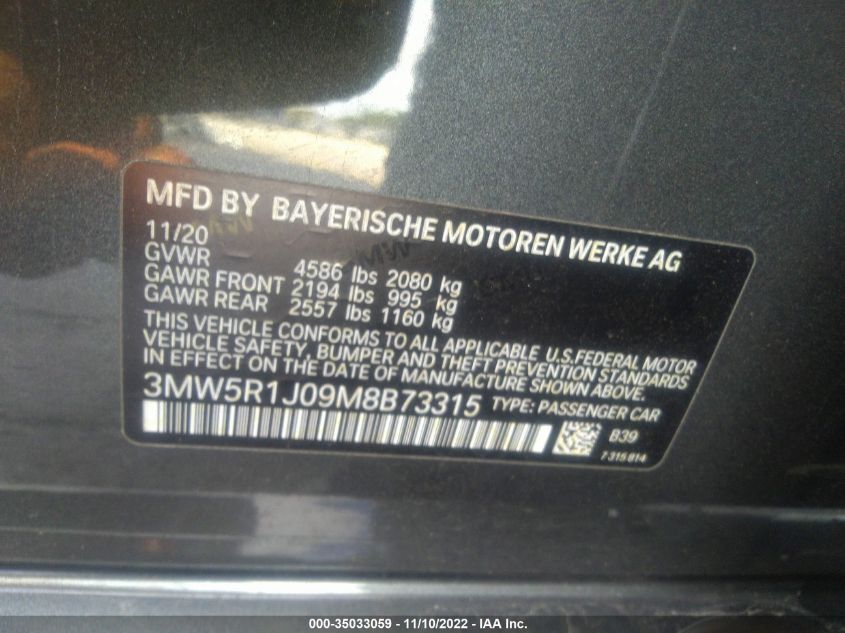 MFD BY BAYERISCHE MOTOREN WERKE AG
11/20
GVWR 4586 lbs 2080 kg
GAWR FRONT 2194 lbs 995 kg
GAWR REAR 2557 lbs 1160 kg
THIS VEHICLE CONFORMS TO ALL APPLICABLE U.S.FEDERAL MOTOR
VEHICLE SAFETY, BUMPER AND THEFT PREVENTION STANDARDS
IN EFFECT ON THE DATE OF MANUFACTURE SHOWN ABOVE.
3MW5R1J09M8B73315 TYPE: PASSENGER CAR
B39
7 315 814
000-35033059 - 11/10/2022 - IAA Inc.